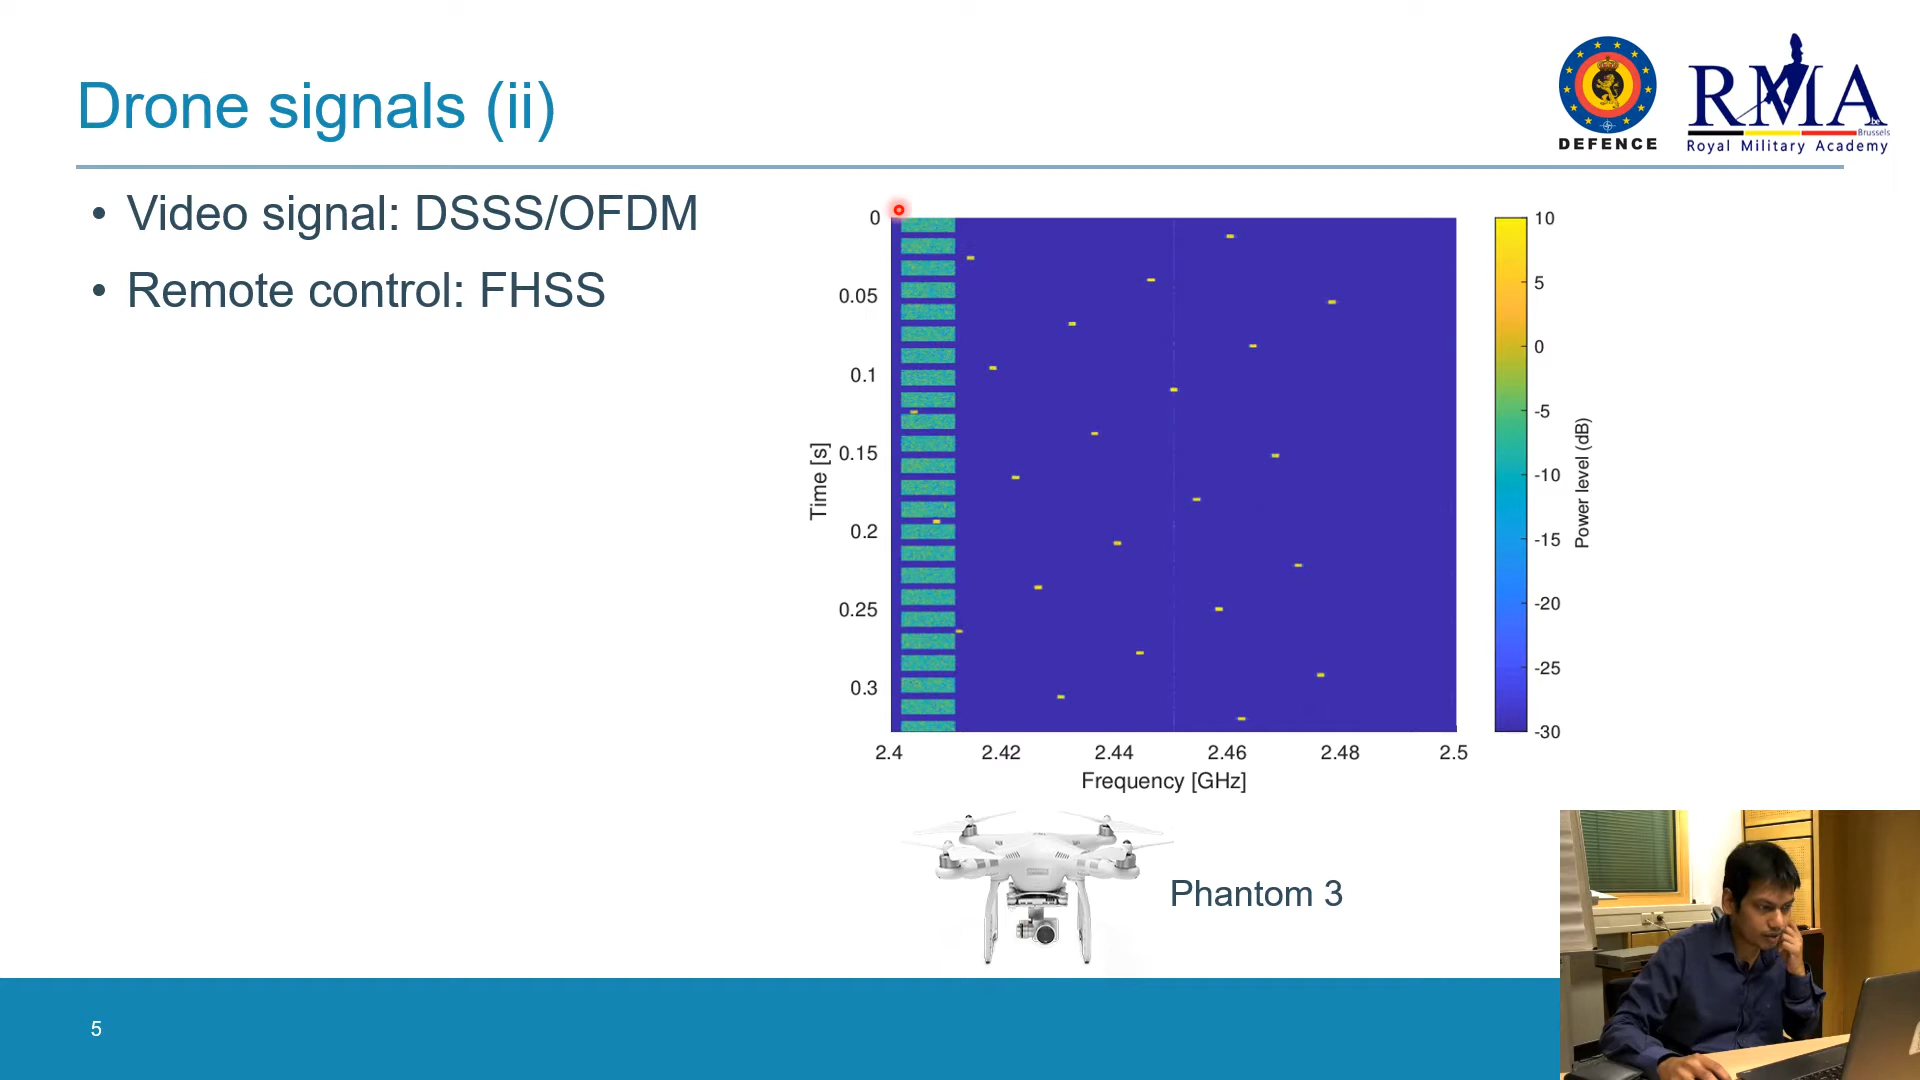 Drone signals (ii)
DEFENCE
RMA
.be
Brussels
Royal Military Academy
• Video signal: DSSS/OFDM
• Remote control: FHSS
0
0.05
0.1
0.15
0.2
0.25
0.3
Time [s]
2.4 2.42 2.44 2.46 2.48 2.5
Frequency [GHz]
10
5
0
-5
-10
-15
-20
-25
-30
Power level (dB)
Phantom 3
5